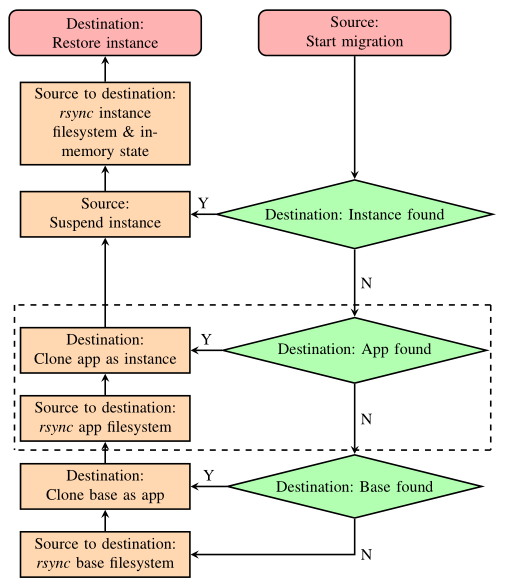 Destination:
Restore instance
Source:
Start migration
Source to destination:
rsync instance
filesystem & in-
memory state
Source:
Suspend instance
Y
Destination: Instance found
N
Destination:
Clone app as instance
Y
Destination: App found
Source to destination:
rsync app filesystem
N
Destination:
Clone base as app
Y
Destination: Base found
Source to destination:
rsync base filesystem
N